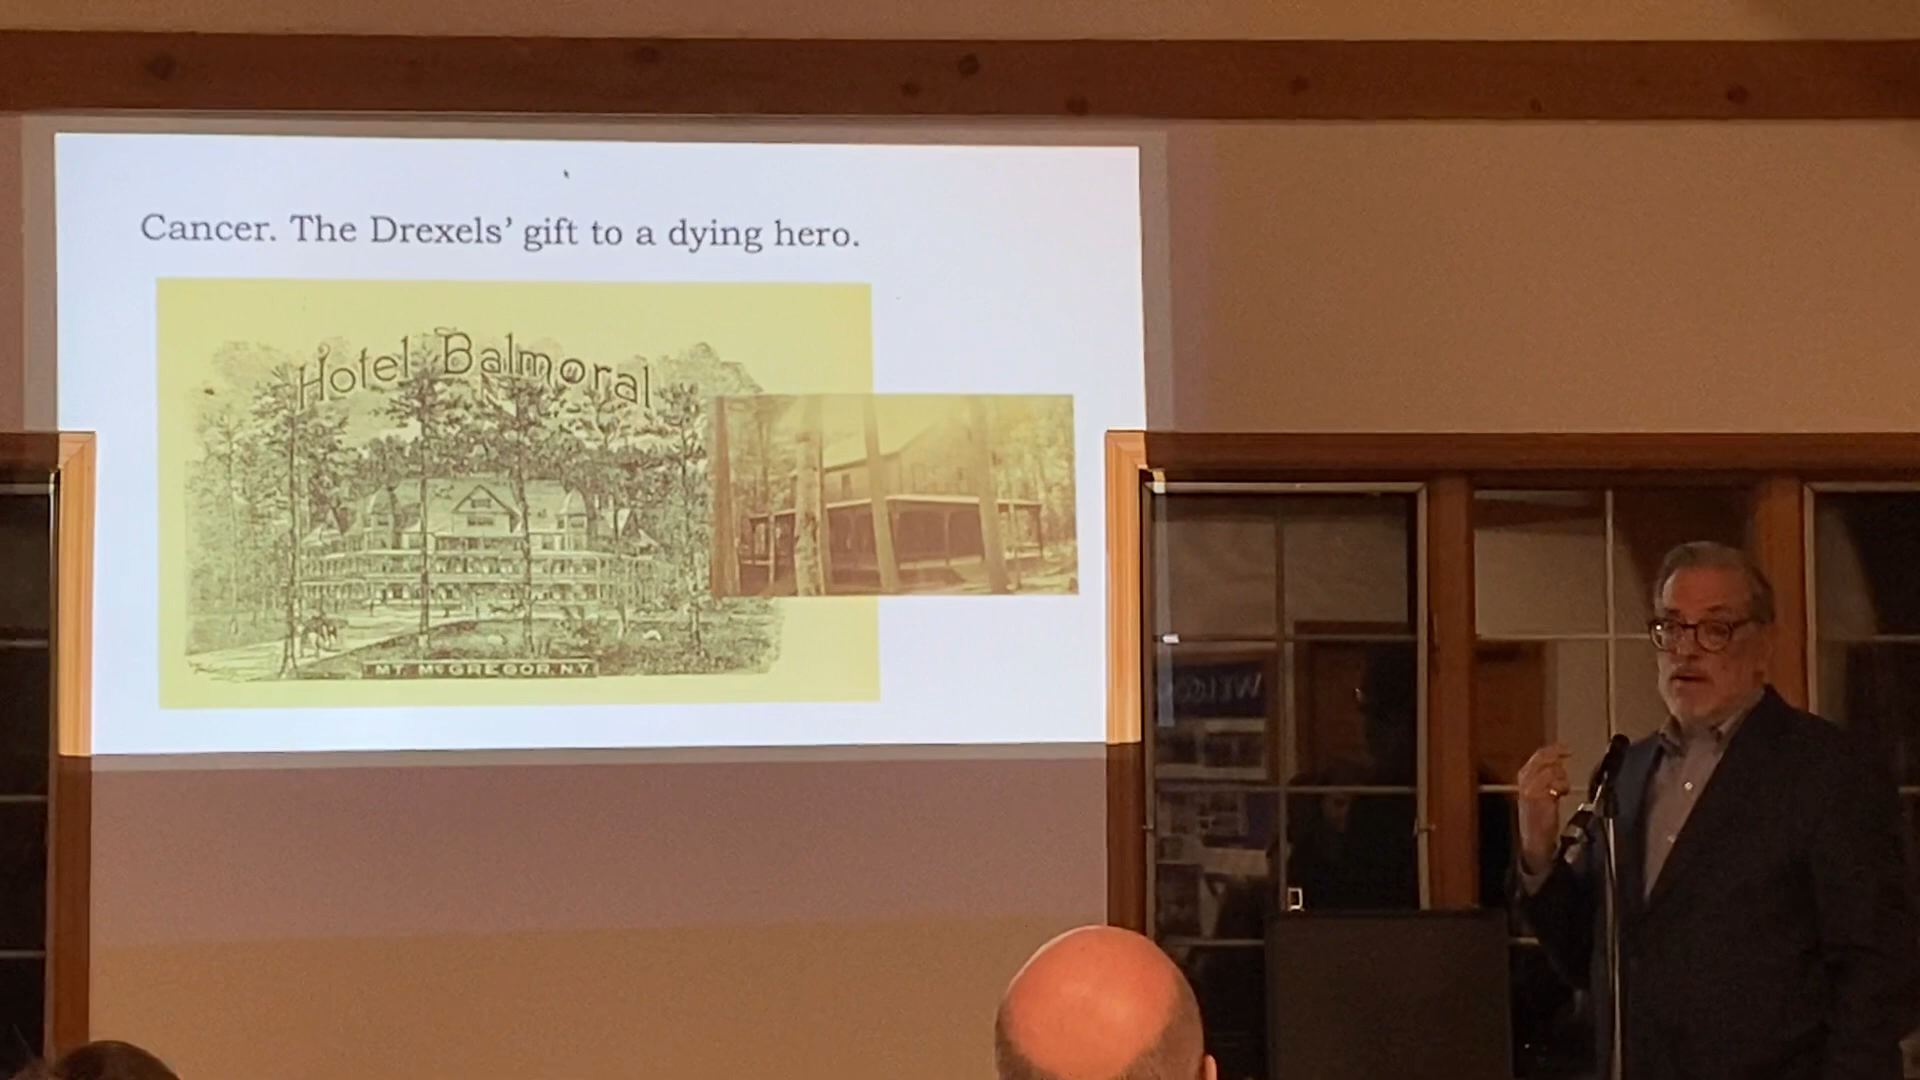 Cancer. The Drexels’ gift to a dying hero.
Hotel Balmoral
MT. McGREGOR. N.Y.